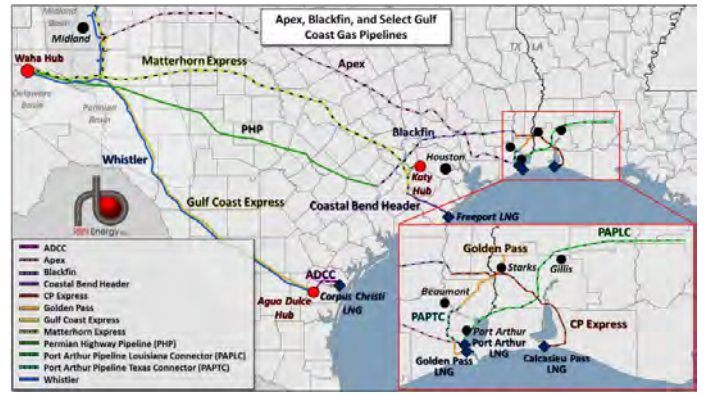 Apex, Blackfin, and Select Gulf
Coast Gas Pipelines
Midland
Basin
Midland
Waha Hub
Delaware
Basin
Permian
Basin
Matterhorn Express
Apex
TX
LA
PHP
Blackfin
Whistler
Katy
Hub
Houston
Gulf Coast Express
Coastal Bend Header
Freeport LNG
ADCC
Agua Dulce
Hub
Corpus Christi
LNG
ADCC
Apex
Blackfin
Coastal Bend Header
CP Express
Golden Pass
Gulf Coast Express
Matterhorn Express
Permian Highway Pipeline (PHP)
Port Arthur Pipeline Louisiana Connector (PAPLC)
Port Arthur Pipeline Texas Connector (PAPTC)
Whistler
PAPLC
Golden Pass
Starks
Gillis
Beaumont
PAPTC
Port Arthur
Port Arthur
LNG
CP Express
Golden Pass
LNG
Calcasieu Pass
LNG